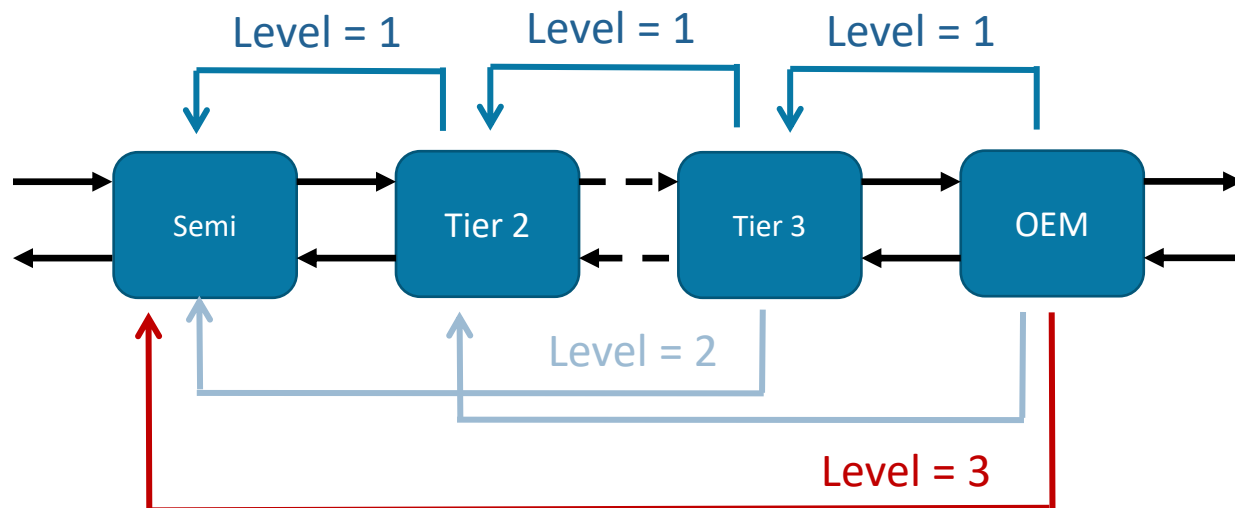 Level = 1
Level = 1
Level = 1
Semi
Tier 2
Tier 3
OEM
Level = 2
Level = 3